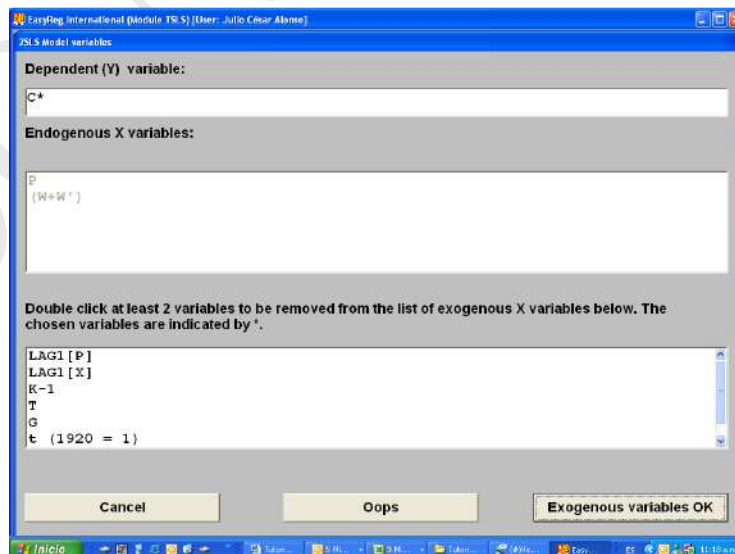 EasyReg International (Module TSLS) [User: Julio César Alonso]
2SLS Model variables
Dependent (Y) variable:
C*
Endogenous X variables:
P
(W+W')
Double click at least 2 variables to be removed from the list of exogenous X variables below. The
chosen variables are indicated by *.
LAG1[P]
LAG1[X]
K-1
T
G
t (1920 = 1)
Cancel
Oops
Exogenous variables OK
Inicio
ES